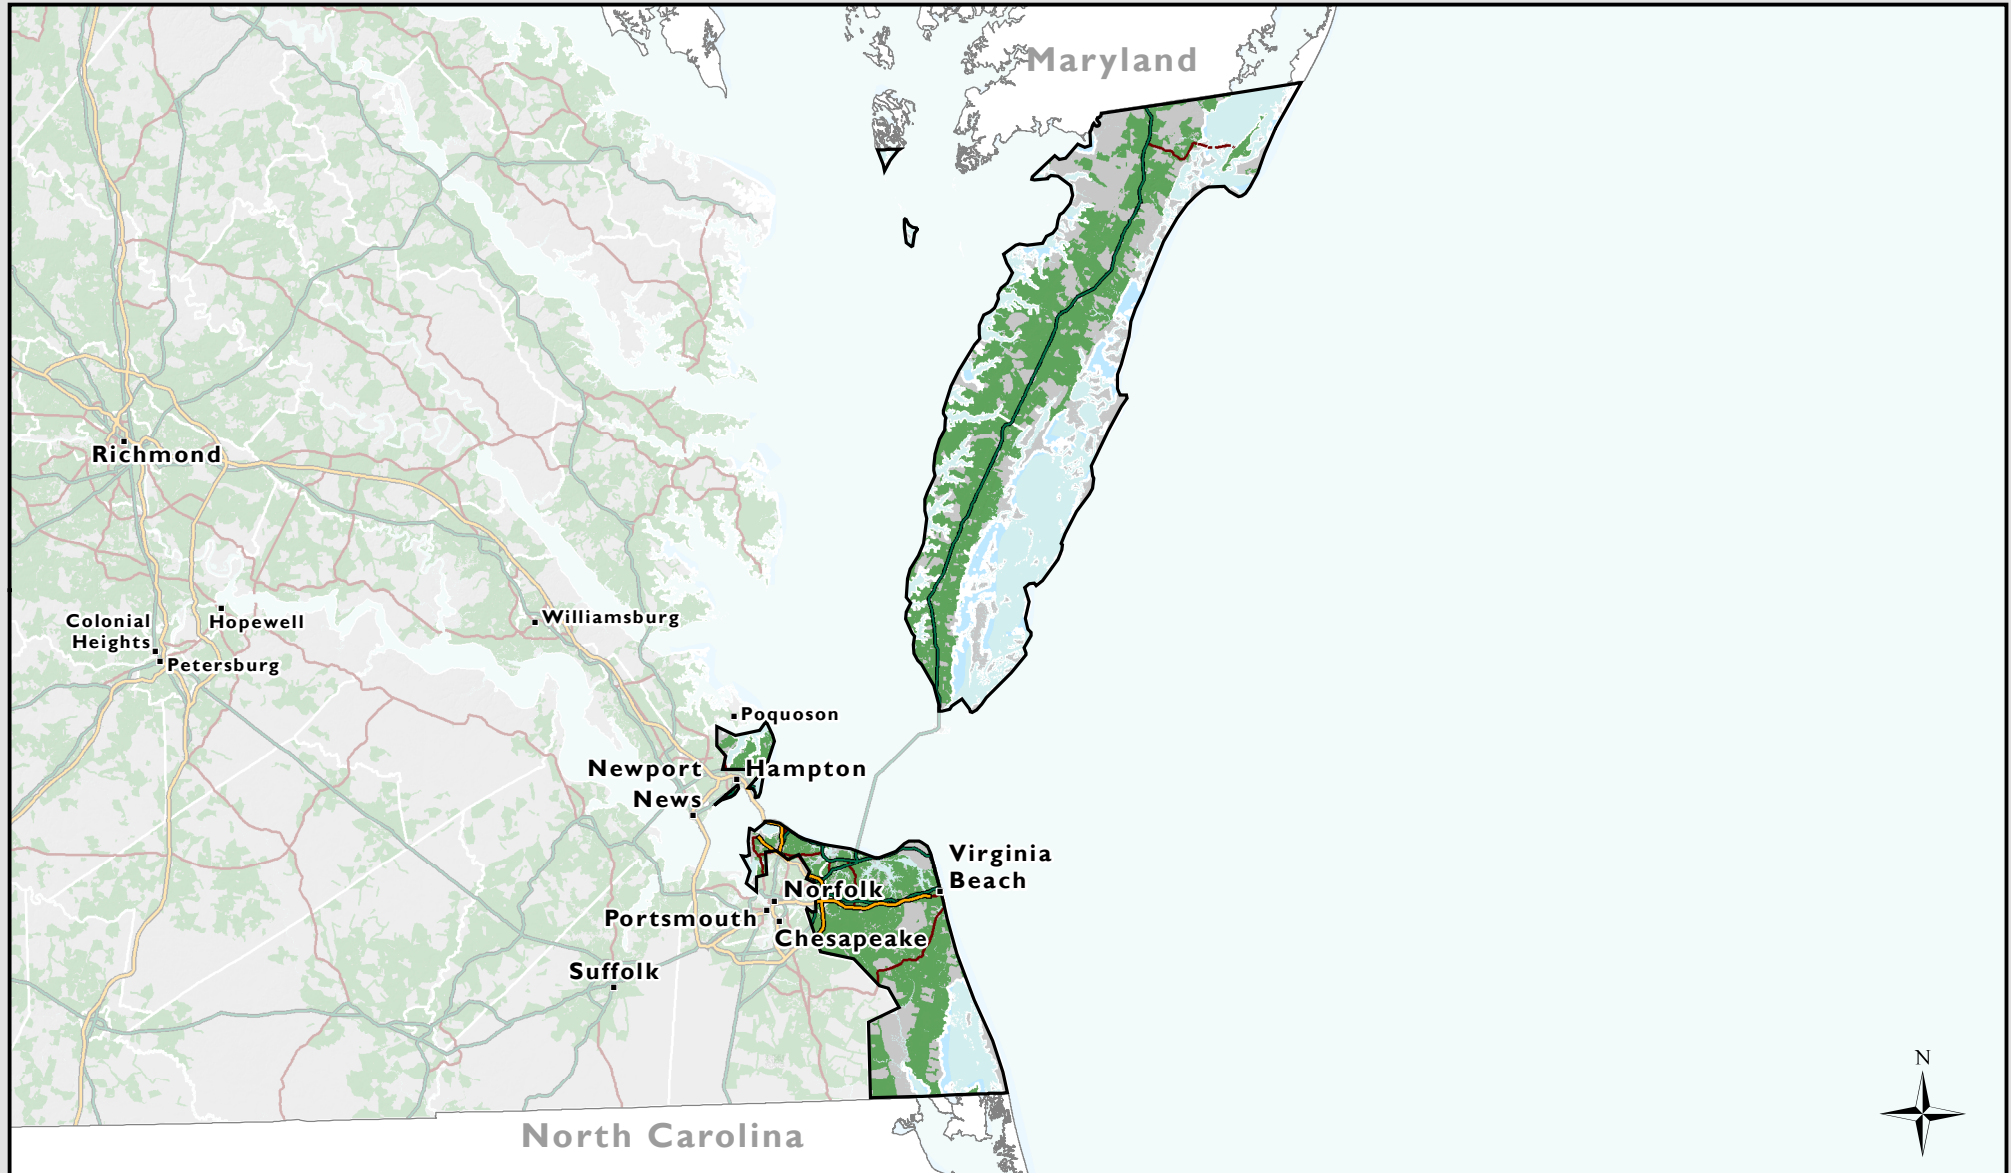 Maryland
Richmond
Colonial
Heights
Hopewell
Petersburg
Williamsburg
Poquoson
Newport
News
Hampton
Virginia
Beach
Norfolk
Portsmouth
Chesapeake
Suffolk
North Carolina
N